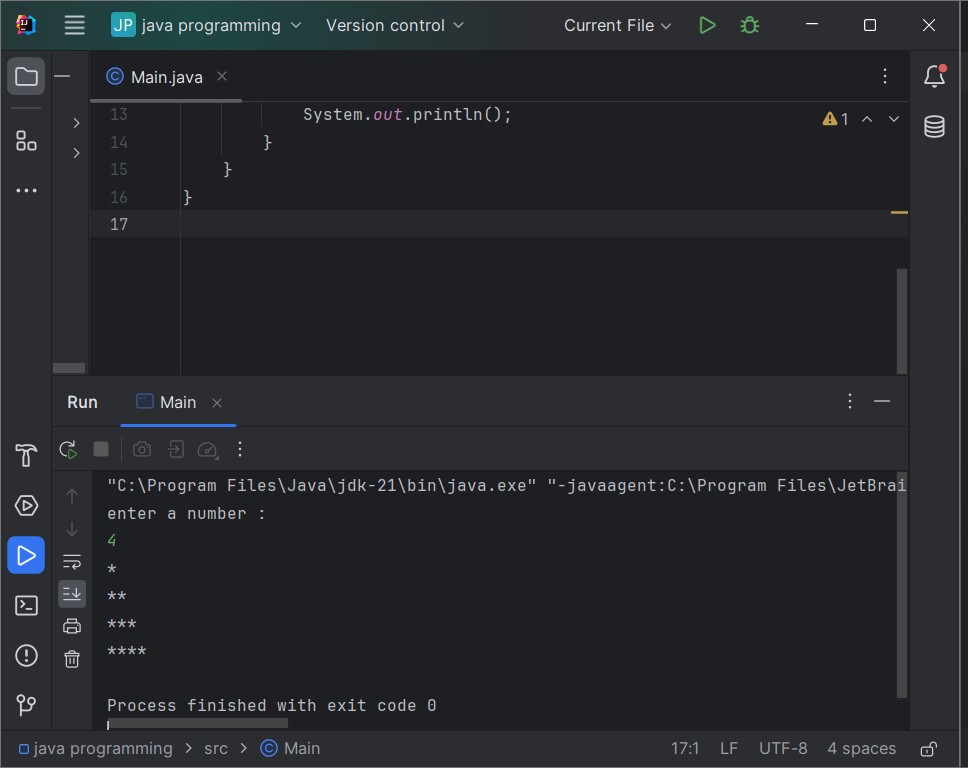 JP java programming Version control Current File
Main.java
13 System.out.println();
1
14 }
15 }
16 }
17
Run Main
"C:\Program Files\Java\jdk-21\bin\java.exe" "-javaagent:C:\Program Files\JetBrai
enter a number :
4
*
**
***
****
Process finished with exit code 0
java programming > src > Main 17:1 LF UTF-8 4 spaces